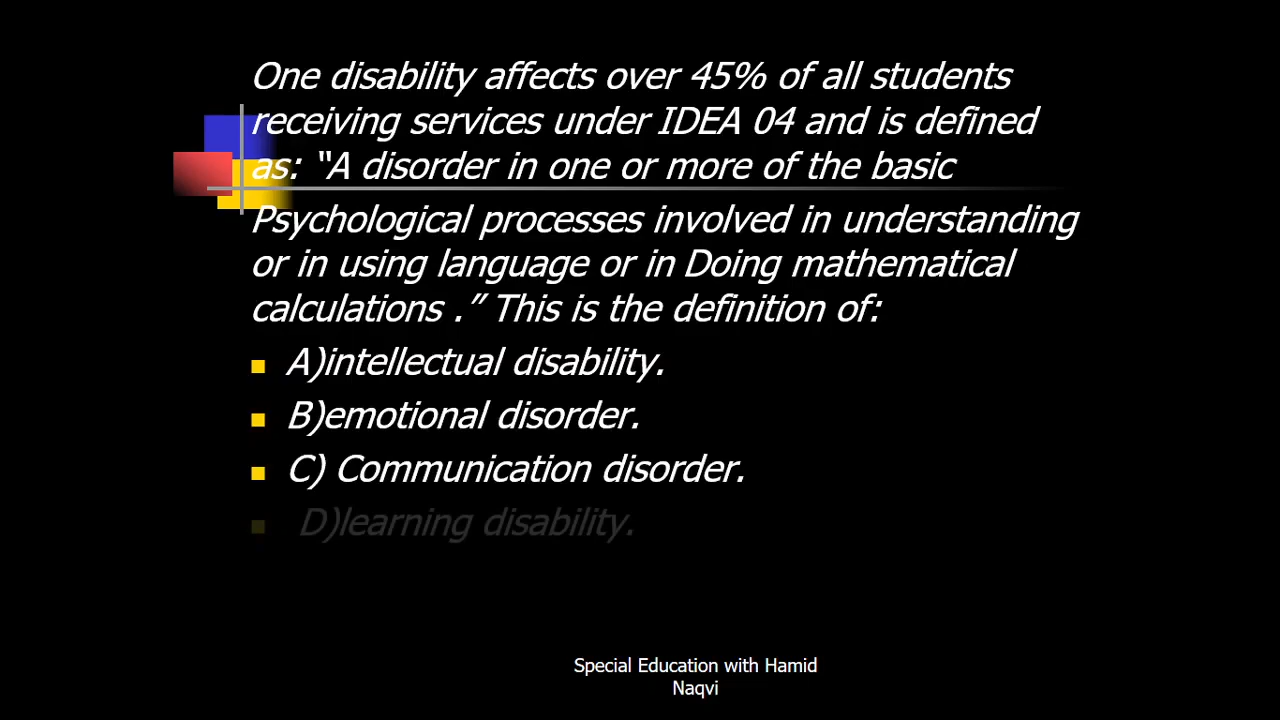 One disability affects over 45% of all students
receiving services under IDEA 04 and is defined
as: “A disorder in one or more of the basic
Psychological processes involved in understanding
or in using language or in Doing mathematical
calculations .” This is the definition of:
A)intellectual disability.
B)emotional disorder.
C) Communication disorder.
D)learning disability.
Special Education with Hamid
Naqvi